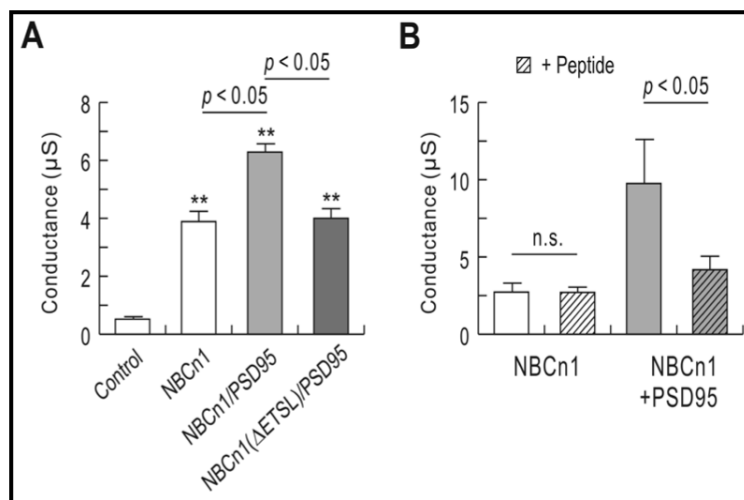 A
p < 0.05
p < 0.05
**
**
**
8
6
4
2
0
Conductance (µS)
Control
NBCn1
NBCn1/PSD95
NBCn1(ΔETSL)/PSD95
B
+ Peptide
p < 0.05
n.s.
15
10
5
0
Conductance (µS)
NBCn1
NBCn1
+PSD95